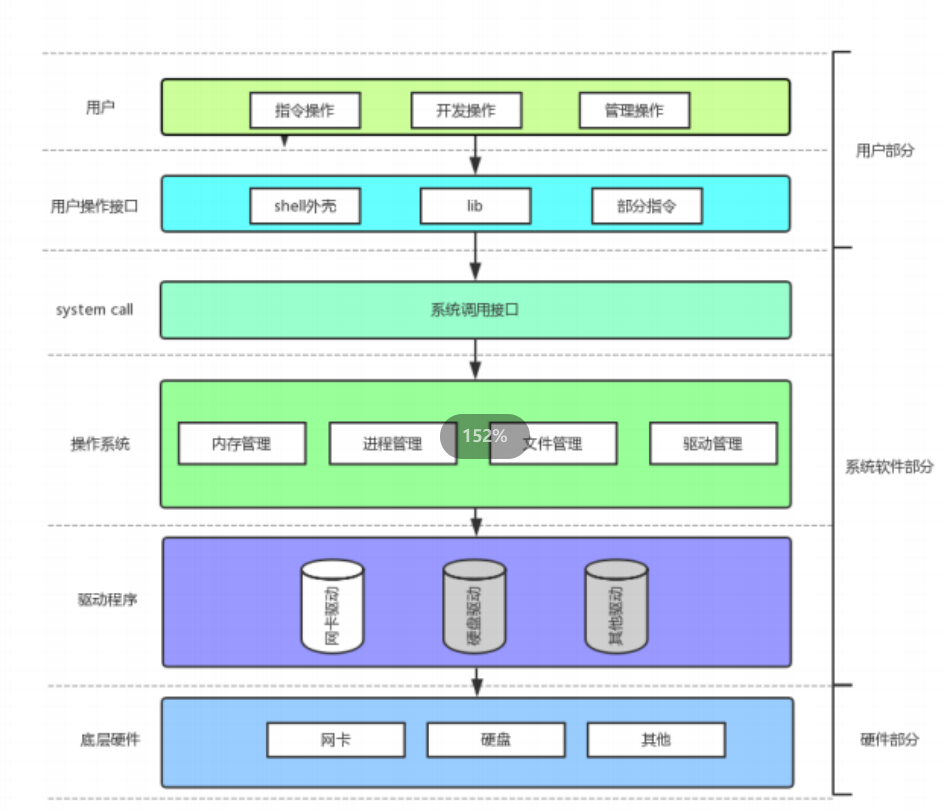 用户
指令操作
开发操作
管理操作
用户部分
用户操作接口
shell外壳
lib
部分指令
system call
系统调用接口
操作系统
内存管理
进程管理
152%
文件管理
驱动管理
系统软件部分
驱动程序
网卡驱动
硬盘驱动
其他驱动
底层硬件
网卡
硬盘
其他
硬件部分